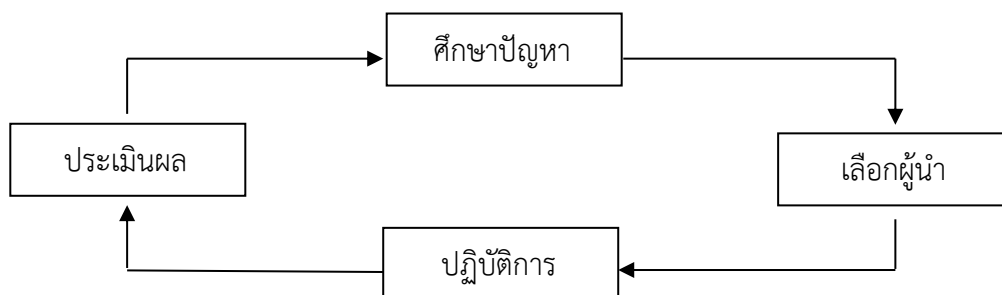 ศึกษาปัญหา
ประเมินผล
เลือกผู้นำ
ปฏิบัติการ